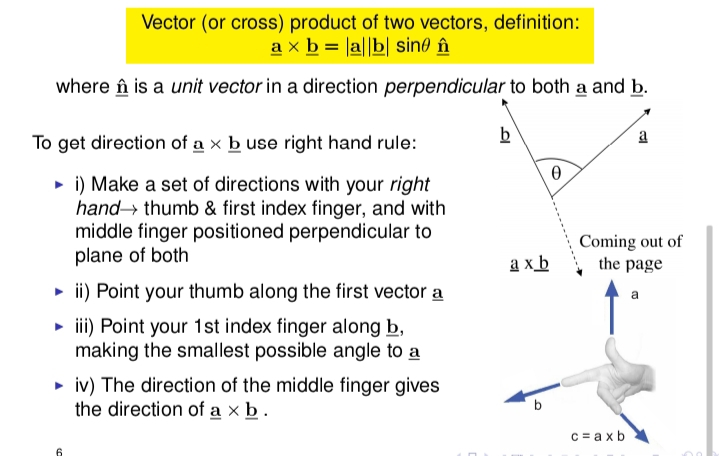 Vector (or cross) product of two vectors, definition:
a × b = |a||b| sinθ n̂
where n̂ is a unit vector in a direction perpendicular to both a and b.
To get direction of a × b use right hand rule:
▸ i) Make a set of directions with your right
hand→ thumb & first index finger, and with
middle finger positioned perpendicular to
plane of both
▸ ii) Point your thumb along the first vector a
▸ iii) Point your 1st index finger along b,
making the smallest possible angle to a
▸ iv) The direction of the middle finger gives
the direction of a × b .
b
a
θ
Coming out of
the page
a x b
a
b
c = a x b
6